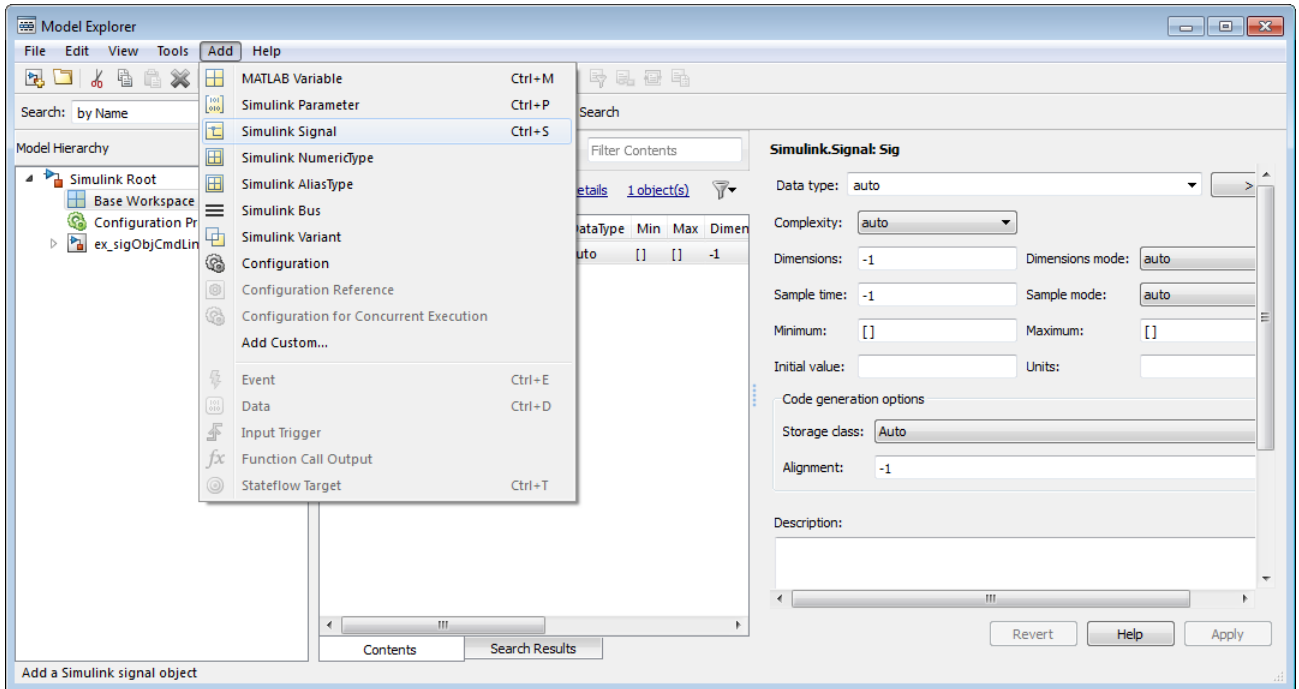 Model Explorer
File Edit View Tools Add Help
Search: by Name
Search
MATLAB Variable Ctrl+M
Simulink Parameter Ctrl+P
Simulink Signal Ctrl+S
Simulink NumericType
Simulink AliasType
Simulink Bus
Simulink Variant
Configuration
Configuration Reference
Configuration for Concurrent Execution
Add Custom...
Event Ctrl+E
Data Ctrl+D
Input Trigger
fx Function Call Output
Stateflow Target Ctrl+T
Model Hierarchy
Simulink Root
Base Workspace
Configuration Pr
ex_sigObjCmdLin
Filter Contents
etails 1 object(s)
ataType Min Max Dimen
uto [] [] -1
Contents Search Results
Simulink.Signal: Sig
Data type: auto >
Complexity: auto
Dimensions: -1 Dimensions mode: auto
Sample time: -1 Sample mode: auto
Minimum: [] Maximum: []
Initial value: Units:
Code generation options
Storage class: Auto
Alignment: -1
Description:
Revert Help Apply
Add a Simulink signal object